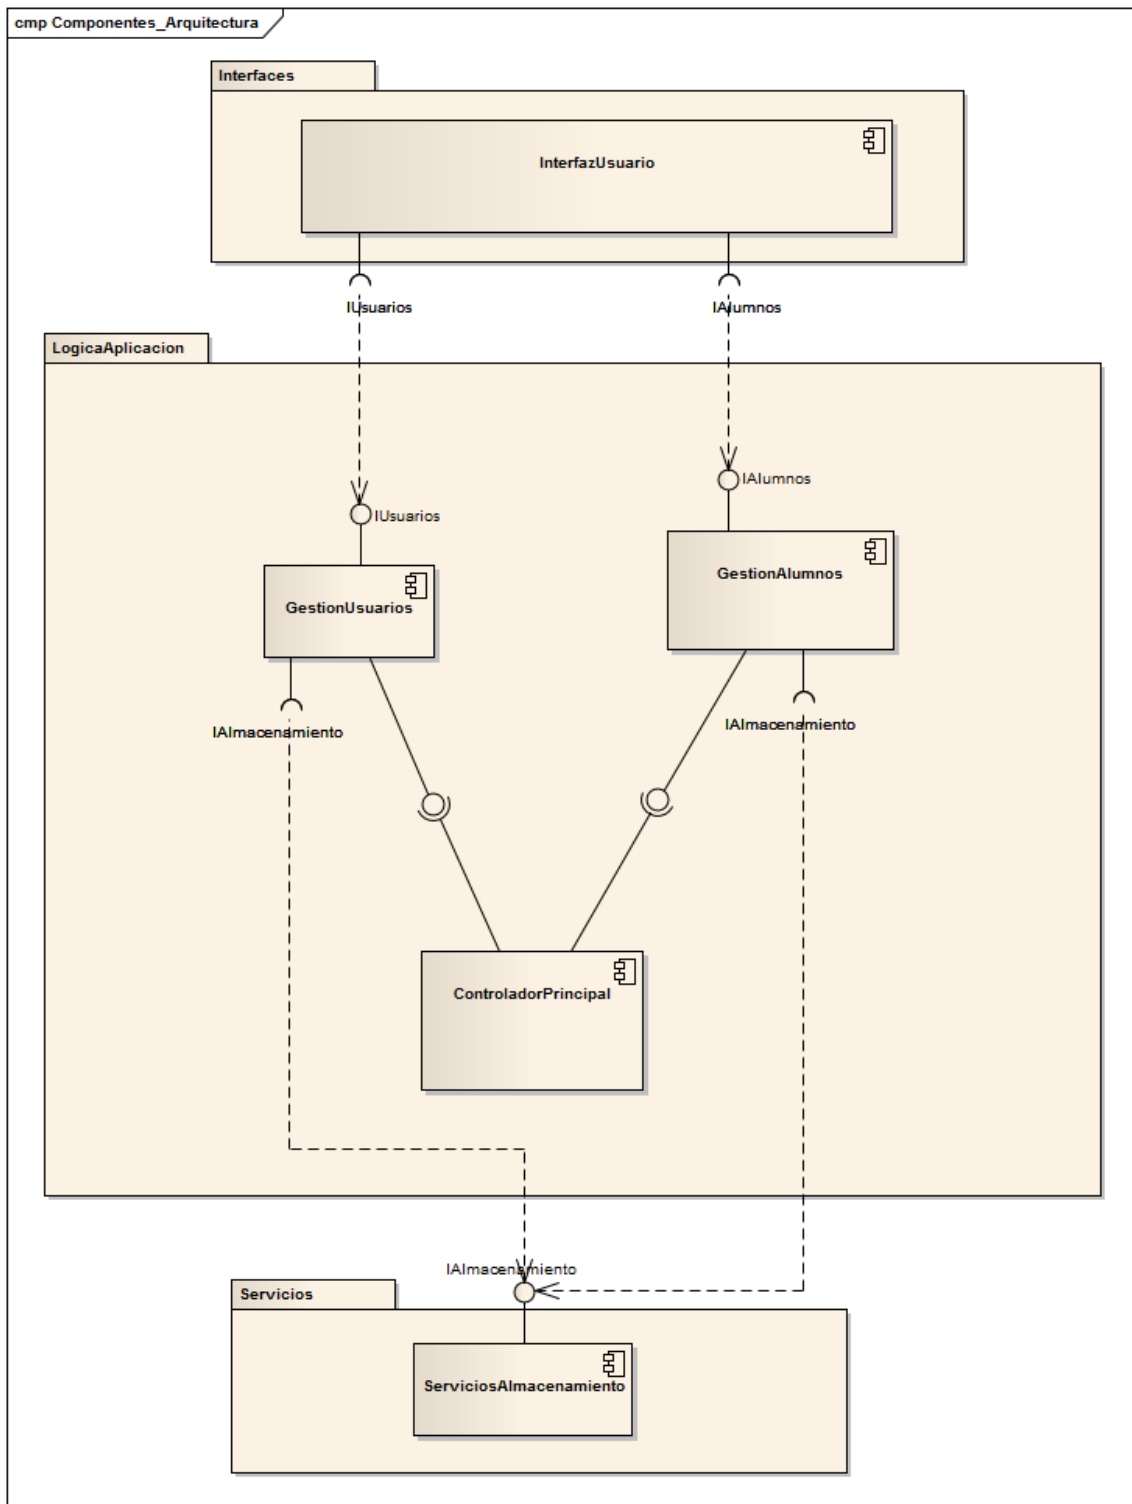 cmp Componentes_Arquitectura
Interfaces
InterfazUsuario
IUsuarios
IAlumnos
LogicaAplicacion
IAlumnos
IUsuarios
GestionAlumnos
GestionUsuarios
IAlmacenamiento
IAlmacenamiento
ControladorPrincipal
IAlmacenamiento
Servicios
ServiciosAlmacenamiento